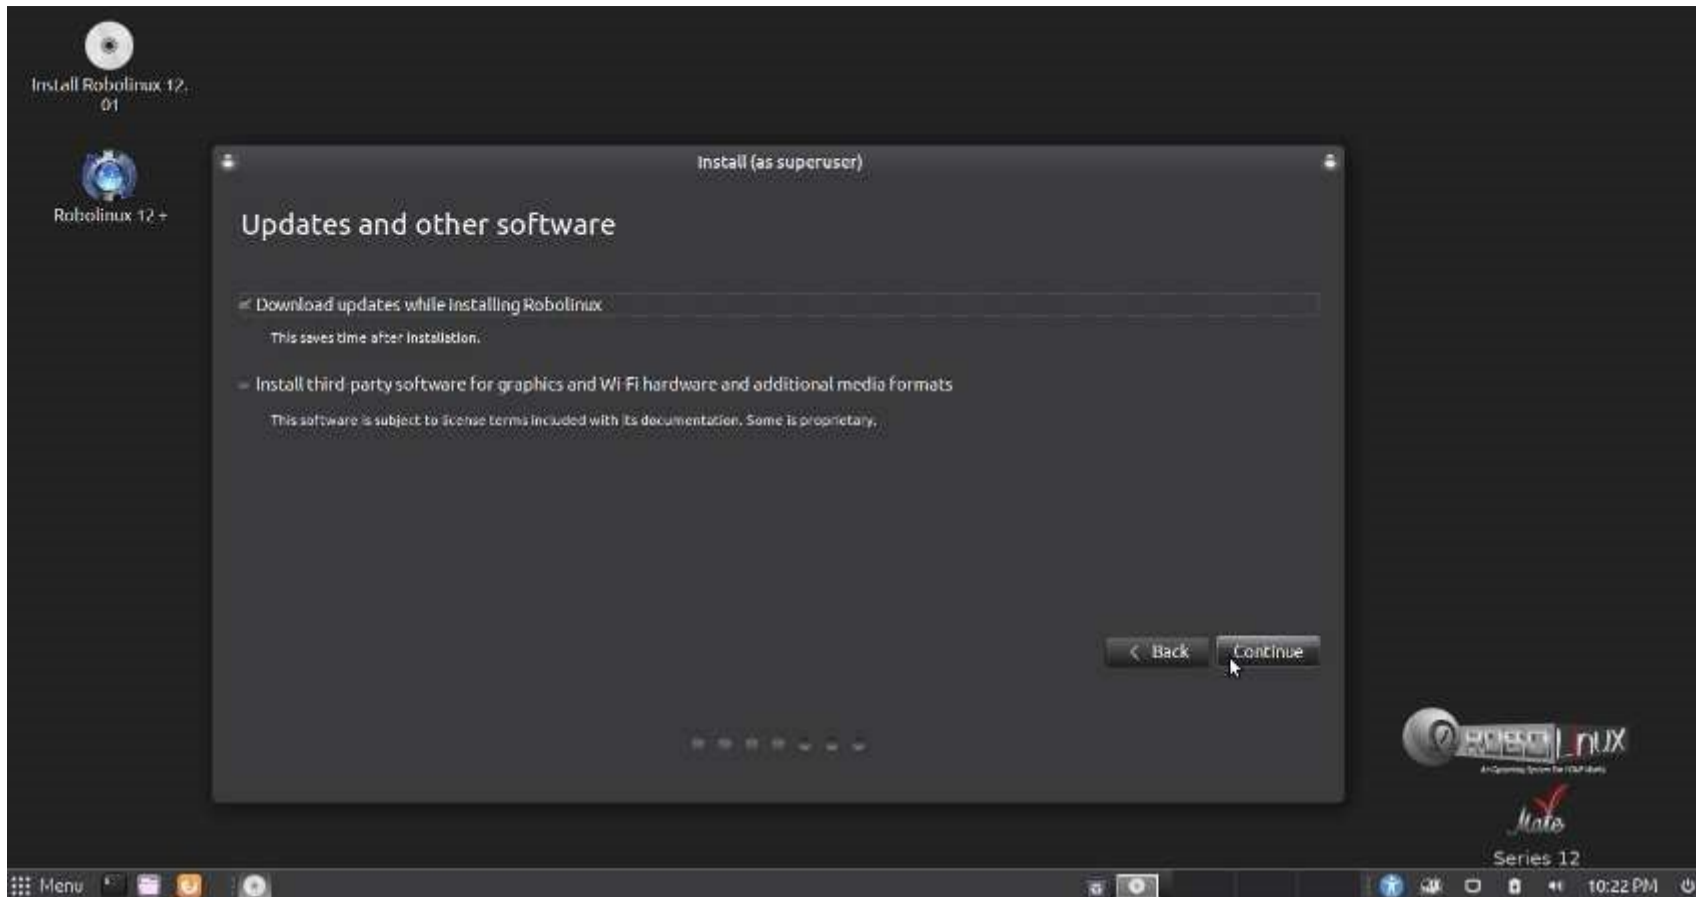 Install Robolinux 12.
01
Robolinux 12 +
Install (as superuser)
Updates and other software
Download updates while installing Robolinux
This saves time after installation.
Install third-party software for graphics and Wi-Fi hardware and additional media formats
This software is subject to license terms included with its documentation. Some is proprietary.
< Back
Continue
Mate
Series 12
Menu
10:22 PM